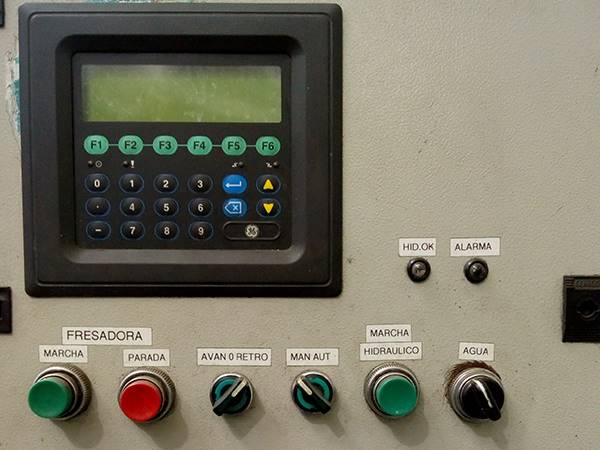 F1 F2 F3 F4 F5 F6
0 1 2 3
. 4 5 6
- 7 8 9
HID.OK ALARMA
FRESADORA
MARCHA PARADA AVAN 0 RETRO MAN AUT MARCHA
HIDRAULICO AGUA